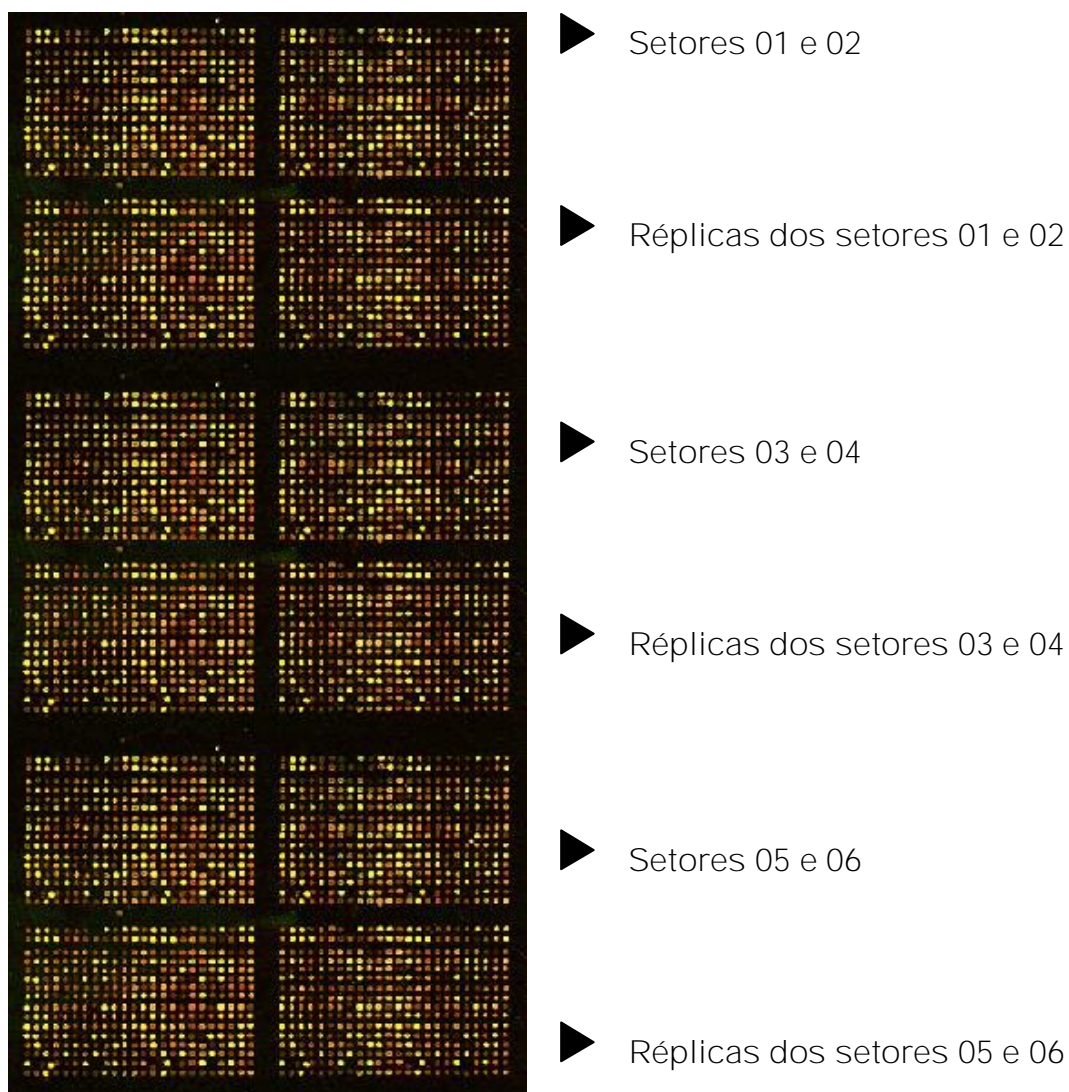 Setores 01 e 02
Réplicas dos setores 01 e 02
Setores 03 e 04
Réplicas dos setores 03 e 04
Setores 05 e 06
Réplicas dos setores 05 e 06